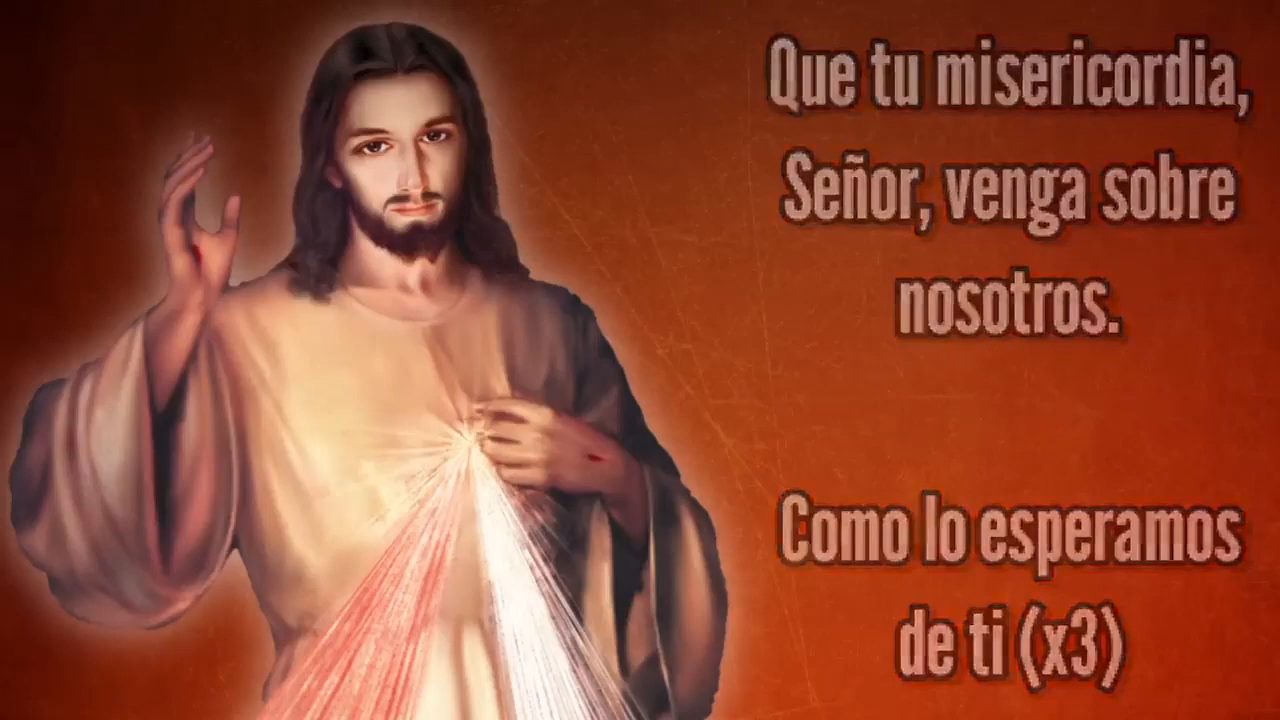 Que tu misericordia,
Señor, venga sobre
nosotros.
Como lo esperamos
de ti (x3)